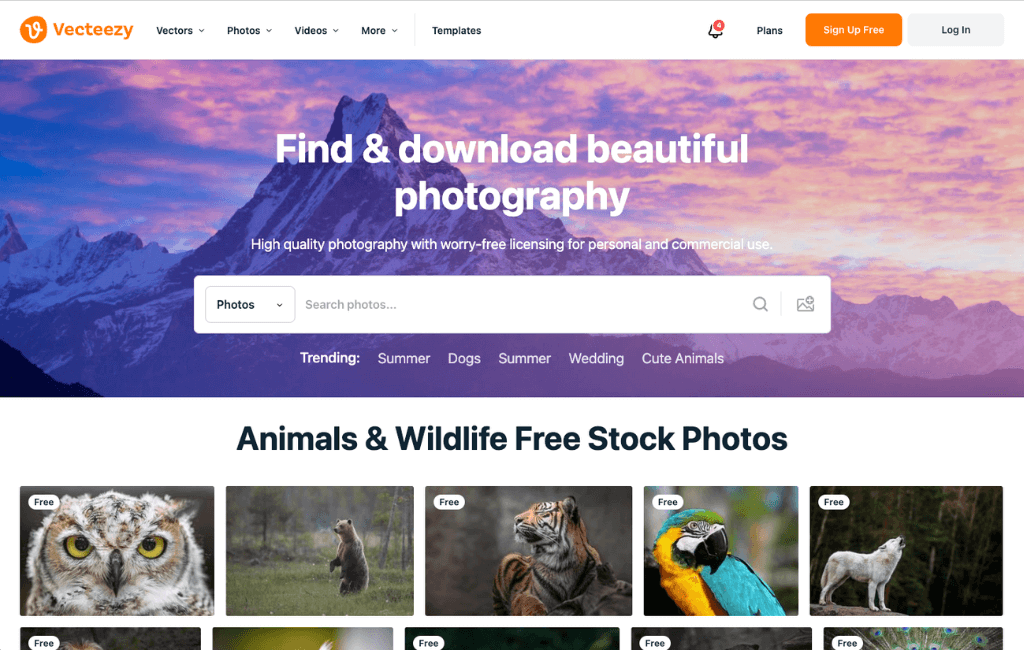 Vecteezy Vectors Photos Videos More Templates 4 Plans Sign Up Free Log In
Find & download beautiful
photography
High quality photography with worry-free licensing for personal and commercial use.
Photos Search photos...
Trending: Summer Dogs Summer Wedding Cute Animals
Animals & Wildlife Free Stock Photos
Free Free Free Free
Free Free Free Free